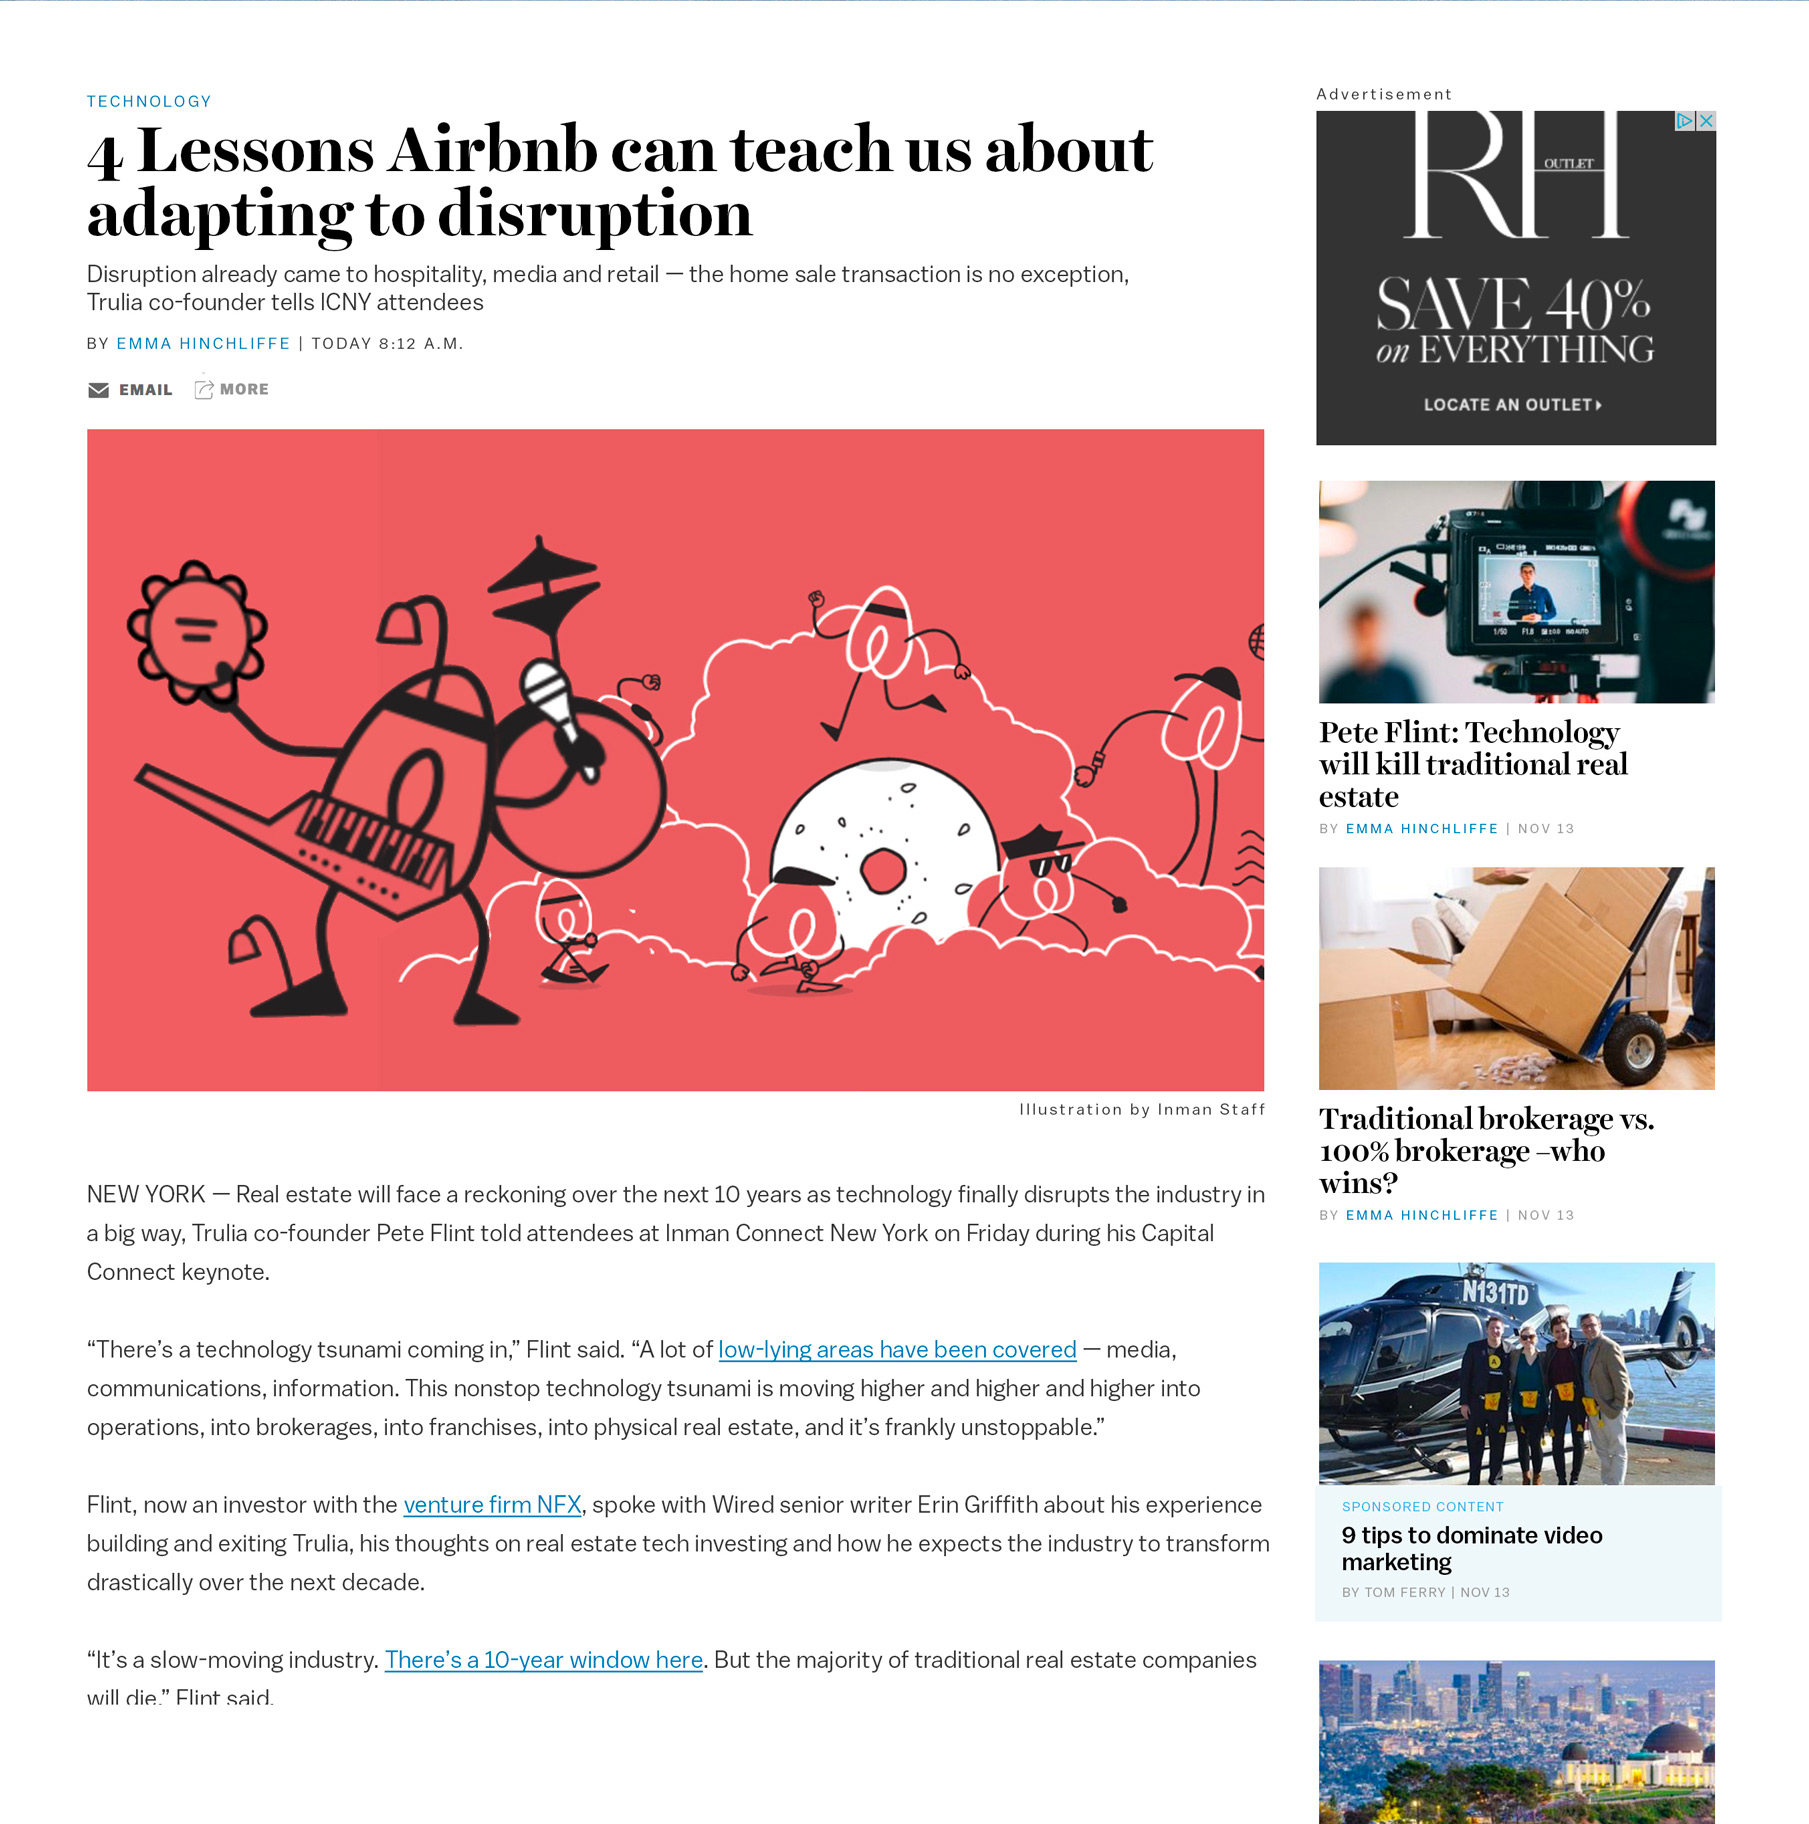 TECHNOLOGY
4 Lessons Airbnb can teach us about
adapting to disruption
Disruption already came to hospitality, media and retail — the home sale transaction is no exception,
Trulia co-founder tells ICNY attendees
BY EMMA HINCHLIFFE | TODAY 8:12 A.M.
EMAIL MORE
Illustration by Inman Staff
NEW YORK — Real estate will face a reckoning over the next 10 years as technology finally disrupts the industry in
a big way, Trulia co-founder Pete Flint told attendees at Inman Connect New York on Friday during his Capital
Connect keynote.
“There’s a technology tsunami coming in,” Flint said. “A lot of low-lying areas have been covered — media,
communications, information. This nonstop technology tsunami is moving higher and higher and higher into
operations, into brokerages, into franchises, into physical real estate, and it’s frankly unstoppable.”
Flint, now an investor with the venture firm NFX, spoke with Wired senior writer Erin Griffith about his experience
building and exiting Trulia, his thoughts on real estate tech investing and how he expects the industry to transform
drastically over the next decade.
“It’s a slow-moving industry. There’s a 10-year window here. But the majority of traditional real estate companies
will die,” Flint said.
Advertisement
RH
OUTLET
SAVE 40%
on EVERYTHING
LOCATE AN OUTLET
1/50 F1.8 ISO AUTO
Pete Flint: Technology
will kill traditional real
estate
BY EMMA HINCHLIFFE | NOV 13
Traditional brokerage vs.
100% brokerage –who
wins?
BY EMMA HINCHLIFFE | NOV 13
N131TD
SPONSORED CONTENT
9 tips to dominate video
marketing
BY TOM FERRY | NOV 13